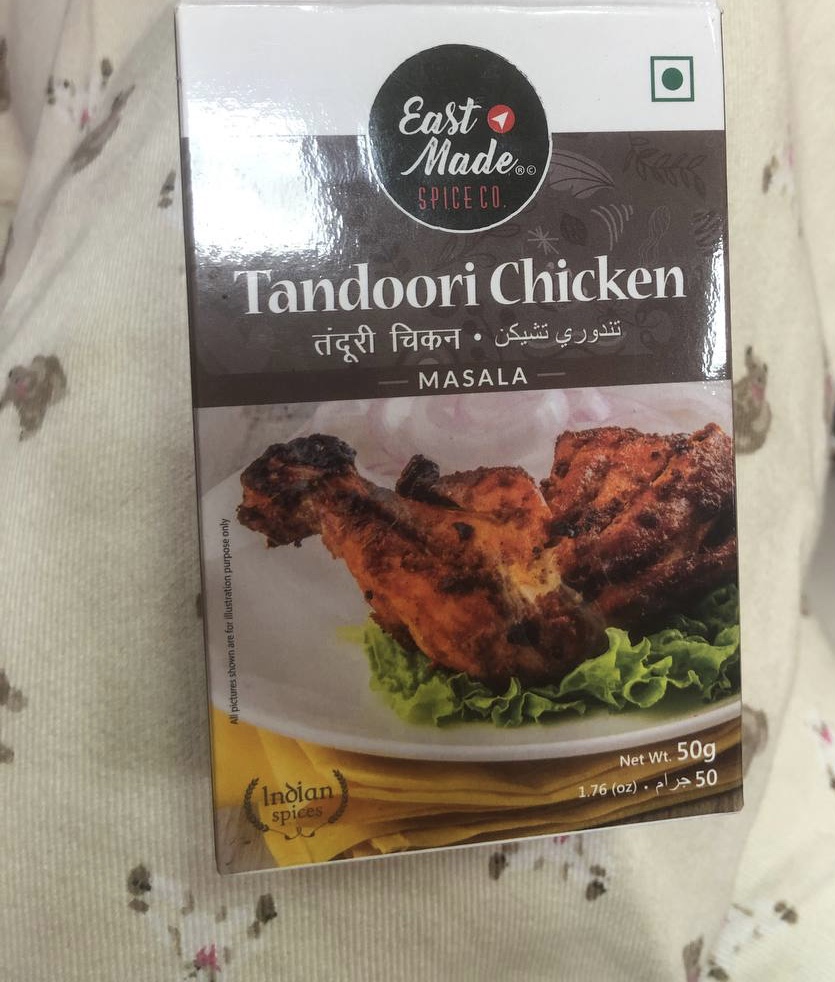 East
Made®©
SPICE CO.
Tandoori Chicken
तंदूरी चिकन • تندوري تشيكن
MASALA
All pictures shown are for illustration purpose only
Net Wt. 50g
1.76 (oz) • 50 جرام
Indian
spices